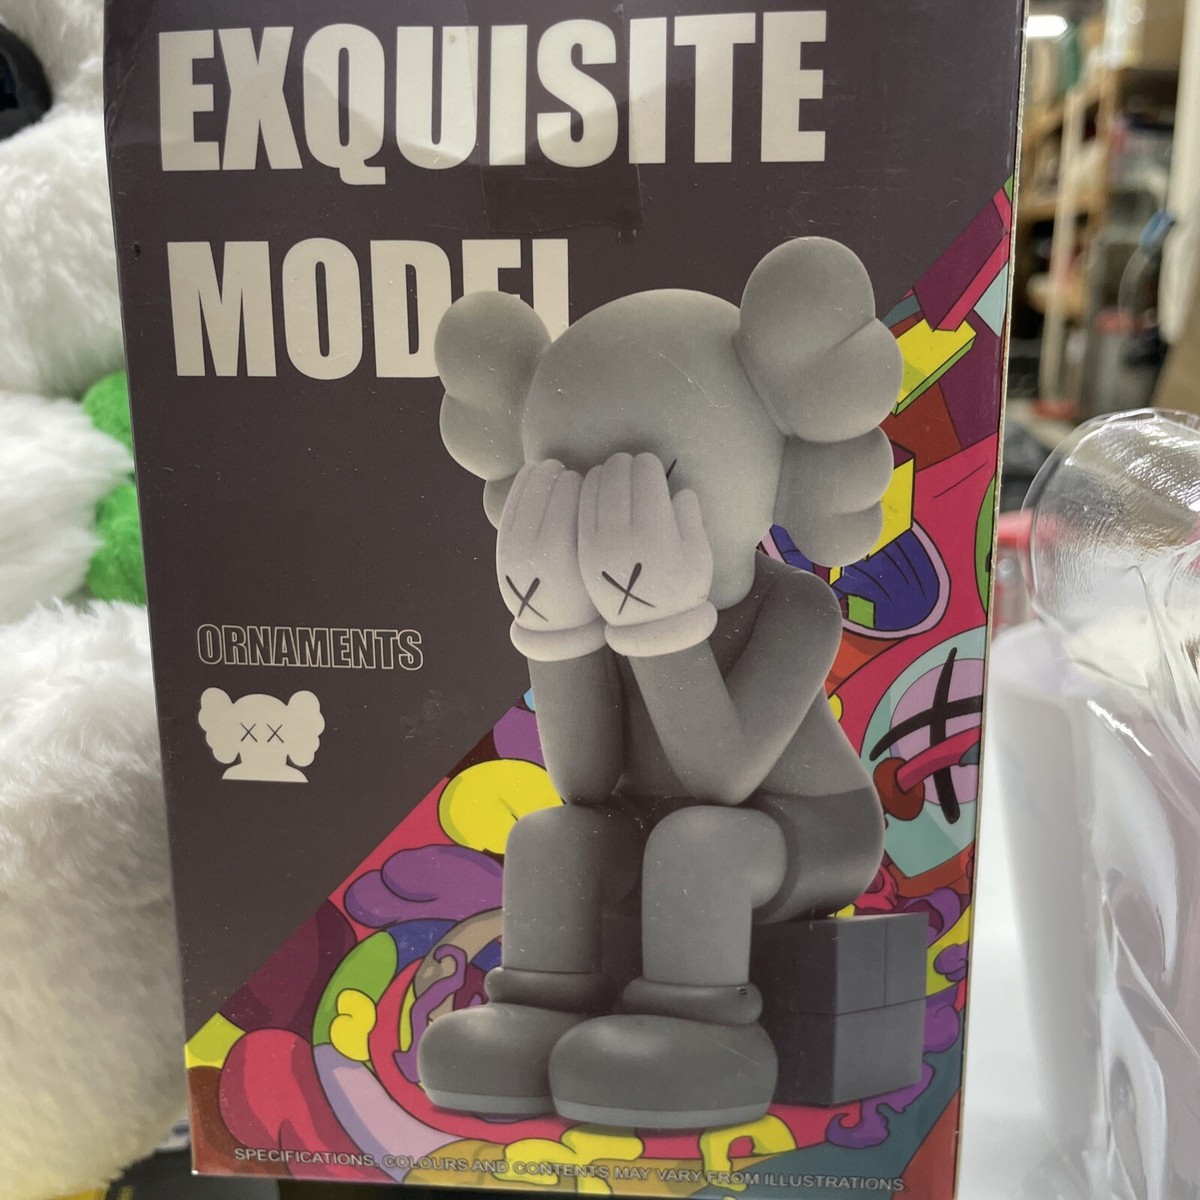 EXQUISITE
MODEL
ORNAMENTS
SPECIFICATIONS, COLOURS AND CONTENTS MAY VARY FROM ILLUSTRATIONS